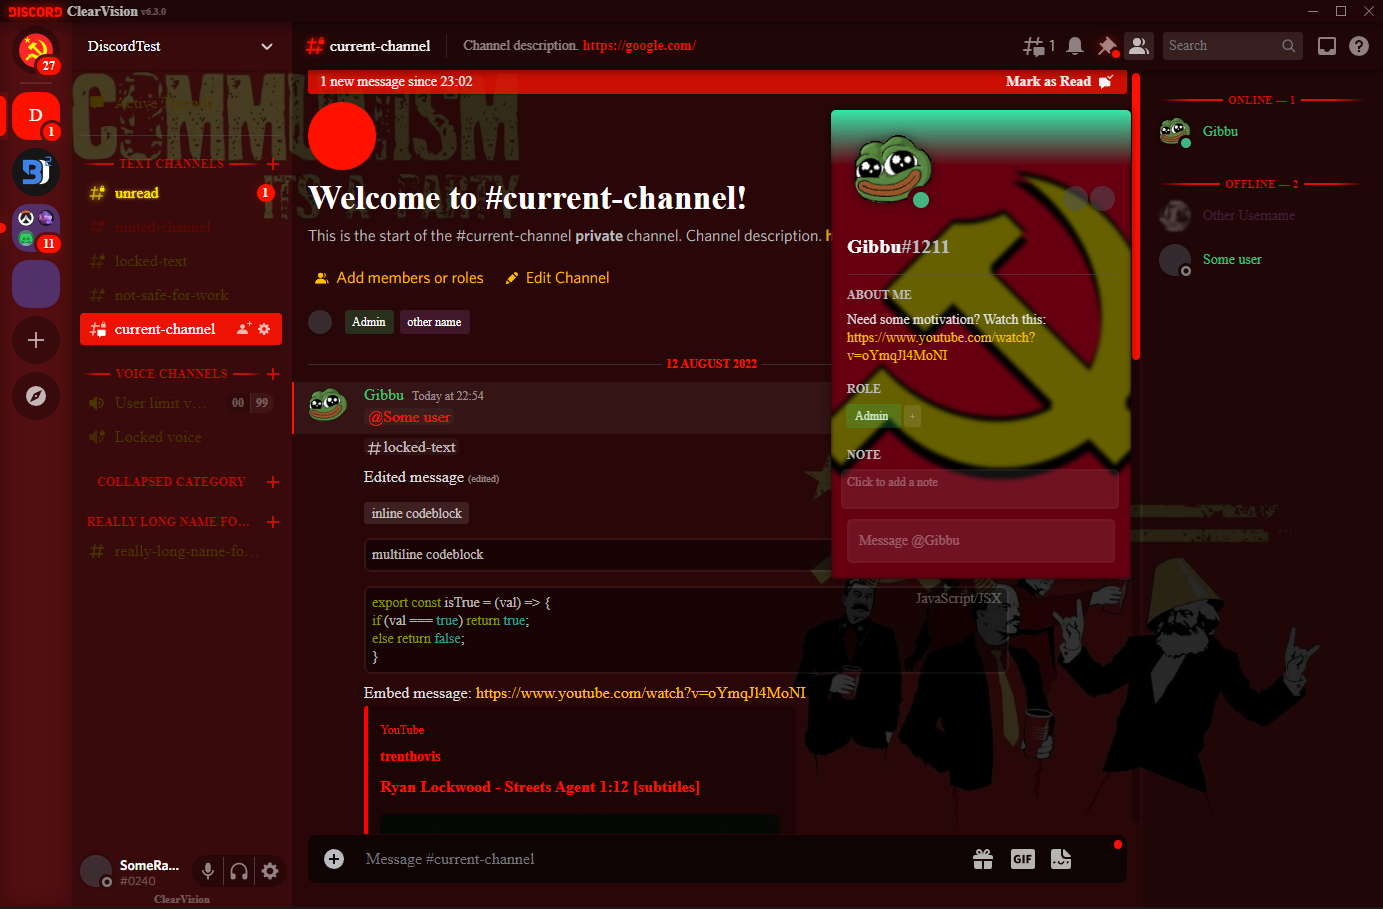 DISCORD ClearVision v6.3.0
27
D
1
2
11
DiscordTest
COMMUNISM
IT'S A PARTY
Active Threads
TEXT CHANNELS
unread
1
muted-channel
locked-text
not-safe-for-work
current-channel
VOICE CHANNELS
User limit v...
00 99
Locked voice
COLLAPSED CATEGORY
REALLY LONG NAME FO...
really-long-name-fo...
SomeRa...
#0240
ClearVision
current-channel
Channel description. https://google.com/
1
Search
1 new message since 23:02
Mark as Read
Welcome to #current-channel!
This is the start of the #current-channel private channel. Channel description. h
Add members or roles
Edit Channel
Admin
other name
12 AUGUST 2022
Gibbu Today at 22:54
@Some user
locked-text
Edited message (edited)
inline codeblock
multiline codeblock
JavaScript/JSX
export const isTrue = (val) => {
if (val === true) return true;
else return false;
}
Embed message: https://www.youtube.com/watch?v=oYmqJl4MoNI
YouTube
trenthovis
Ryan Lockwood - Streets Agent 1:12 [subtitles]
Message #current-channel
GIF
Gibbu#1211
ABOUT ME
Need some motivation? Watch this:
https://www.youtube.com/watch?
v=oYmqJl4MoNI
ROLE
Admin +
NOTE
Click to add a note
Message @Gibbu
ONLINE — 1
Gibbu
OFFLINE — 2
Other Username
Some user